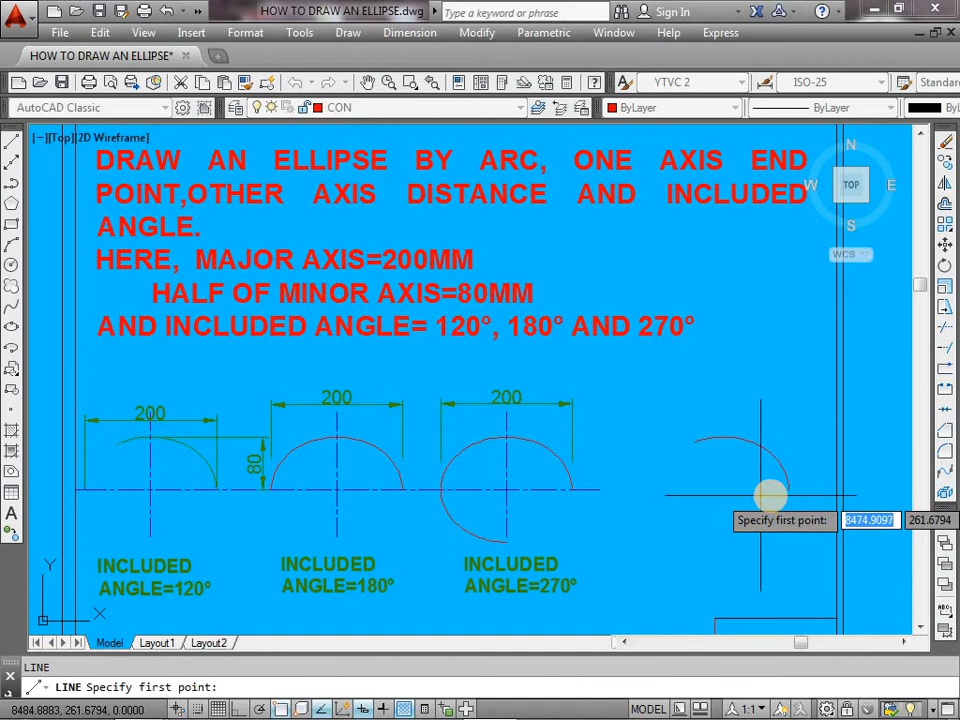 HOW TO DRAW AN ELLIPSE.dwg
Type a keyword or phrase
Sign In
File Edit View Insert Format Tools Draw Dimension Modify Parametric Window Help Express
HOW TO DRAW AN ELLIPSE*
YTVC 2
ISO-25
Standar
AutoCAD Classic
CON
ByLayer
ByLayer
ByL
[−][Top][2D Wireframe]
DRAW AN ELLIPSE BY ARC, ONE AXIS END
POINT,OTHER AXIS DISTANCE AND INCLUDED
ANGLE.
HERE, MAJOR AXIS=200MM
HALF OF MINOR AXIS=80MM
AND INCLUDED ANGLE= 120°, 180° AND 270°
N
W
TOP
E
S
WCS
200
200
200
80
Specify first point:
8474.9097
261.6794
INCLUDED
ANGLE=120°
INCLUDED
ANGLE=180°
INCLUDED
ANGLE=270°
Y
X
Model Layout1 Layout2
LINE
LINE Specify first point:
8484.8883, 261.6794, 0.0000
MODEL
1:1